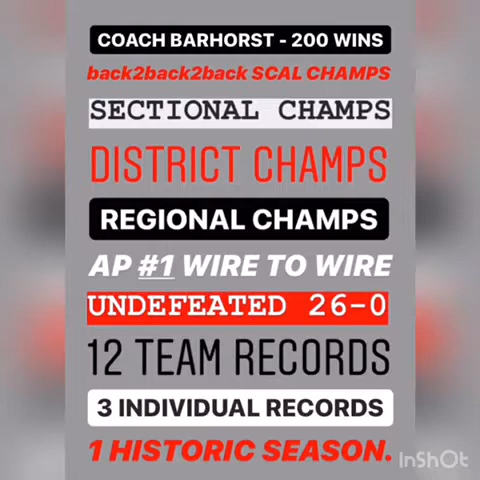 COACH BARHORST - 200 WINS
back2back2back SCAL CHAMPS
SECTIONAL CHAMPS
DISTRICT CHAMPS
REGIONAL CHAMPS
AP #1 WIRE TO WIRE
UNDEFEATED 26-0
12 TEAM RECORDS
3 INDIVIDUAL RECORDS
1 HISTORIC SEASON.
InShOt